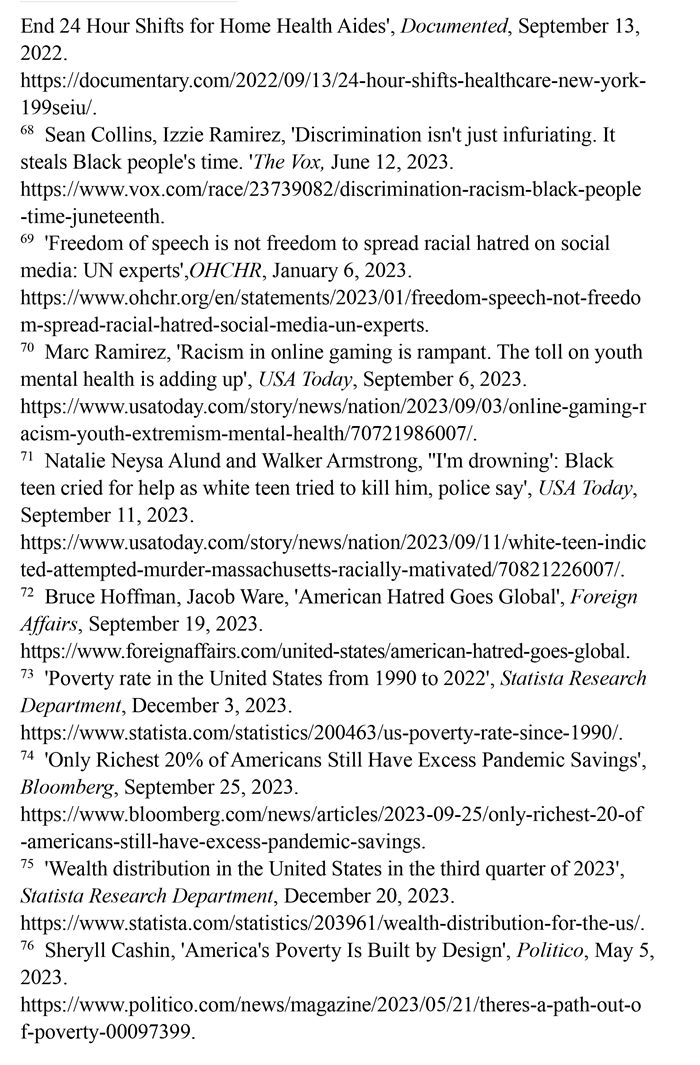 End 24 Hour Shifts for Home Health Aides', Documented, September 13,
2022.
https://documentary.com/2022/09/13/24-hour-shifts-healthcare-new-york-
199seiu/.
68 Sean Collins, Izzie Ramirez, 'Discrimination isn't just infuriating. It
steals Black people's time. 'The Vox, June 12, 2023.
https://www.vox.com/race/23739082/discrimination-racism-black-people
-time-juneteenth.
69 'Freedom of speech is not freedom to spread racial hatred on social
media: UN experts',OHCHR, January 6, 2023.
https://www.ohchr.org/en/statements/2023/01/freedom-speech-not-freedo
m-spread-racial-hatred-social-media-un-experts.
70 Marc Ramirez, 'Racism in online gaming is rampant. The toll on youth
mental health is adding up', USA Today, September 6, 2023.
https://www.usatoday.com/story/news/nation/2023/09/03/online-gaming-r
acism-youth-extremism-mental-health/70721986007/.
71 Natalie Neysa Alund and Walker Armstrong, "I'm drowning': Black
teen cried for help as white teen tried to kill him, police say', USA Today,
September 11, 2023.
https://www.usatoday.com/story/news/nation/2023/09/11/white-teen-indic
ted-attempted-murder-massachusetts-racially-mativated/70821226007/.
72 Bruce Hoffman, Jacob Ware, 'American Hatred Goes Global', Foreign
Affairs, September 19, 2023.
https://www.foreignaffairs.com/united-states/american-hatred-goes-global.
73 'Poverty rate in the United States from 1990 to 2022', Statista Research
Department, December 3, 2023.
https://www.statista.com/statistics/200463/us-poverty-rate-since-1990/.
74 'Only Richest 20% of Americans Still Have Excess Pandemic Savings',
Bloomberg, September 25, 2023.
https://www.bloomberg.com/news/articles/2023-09-25/only-richest-20-of
-americans-still-have-excess-pandemic-savings.
75 'Wealth distribution in the United States in the third quarter of 2023',
Statista Research Department, December 20, 2023.
https://www.statista.com/statistics/203961/wealth-distribution-for-the-us/.
76 Sheryll Cashin, 'America's Poverty Is Built by Design', Politico, May 5,
2023.
https://www.politico.com/news/magazine/2023/05/21/theres-a-path-out-o
f-poverty-00097399.